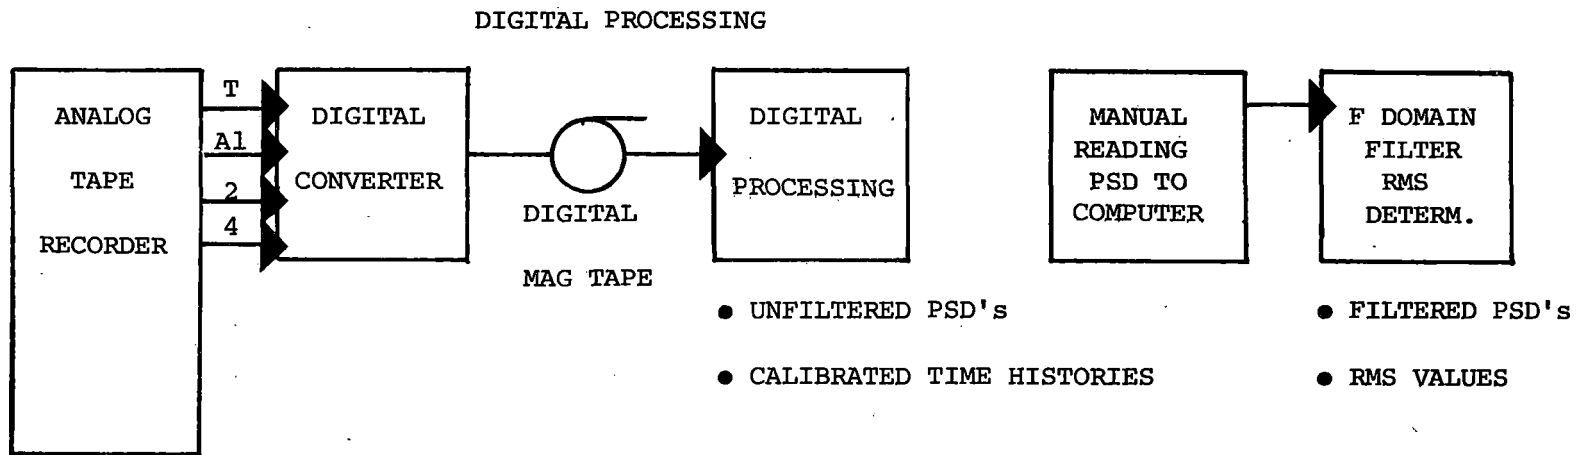 DIGITAL PROCESSING
ANALOG
TAPE
RECORDER
T
A1
2
4
DIGITAL
CONVERTER
DIGITAL
MAG TAPE
DIGITAL
PROCESSING
● UNFILTERED PSD's
● CALIBRATED TIME HISTORIES
MANUAL
READING
PSD TO
COMPUTER
F DOMAIN
FILTER
RMS
DETERM.
● FILTERED PSD's
● RMS VALUES